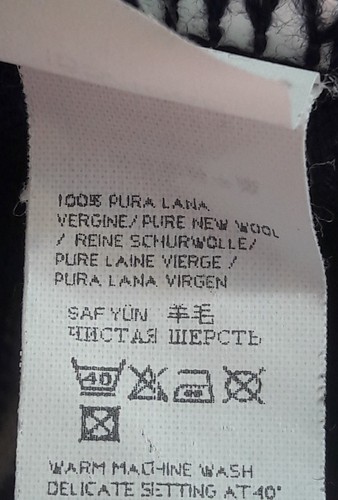 100% PURA LANA
VERGINE/ PURE NEW WOOL
/ REINE SCHURWOLLE/
PURE LAINE VIERGE /
PURA LANA VIRGEN
SAF YÜN 羊毛
ЧИСТАЯ ШЕРСТЬ
40
WARM MACHINE WASH
DELICATE SETTING AT 40°